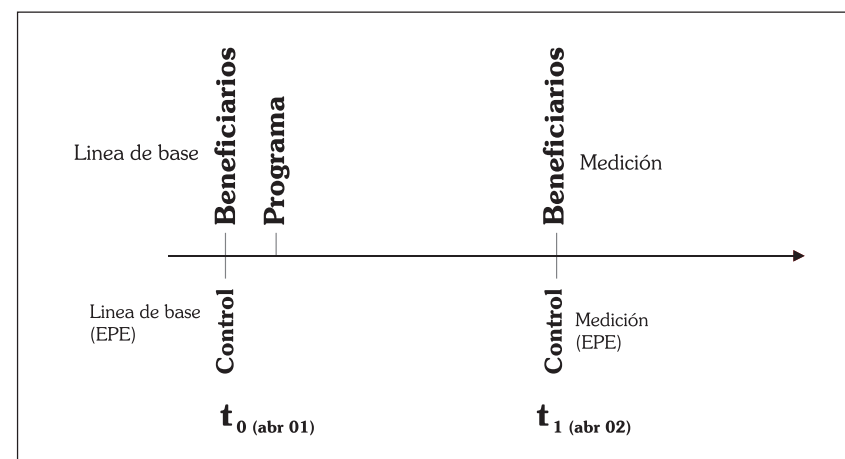 Linea de base
Beneficiarios
Programa
Beneficiarios
Medición
Linea de base
(EPE)
Control
Control
Medición
(EPE)
t0 (abr 01)
t1 (abr 02)